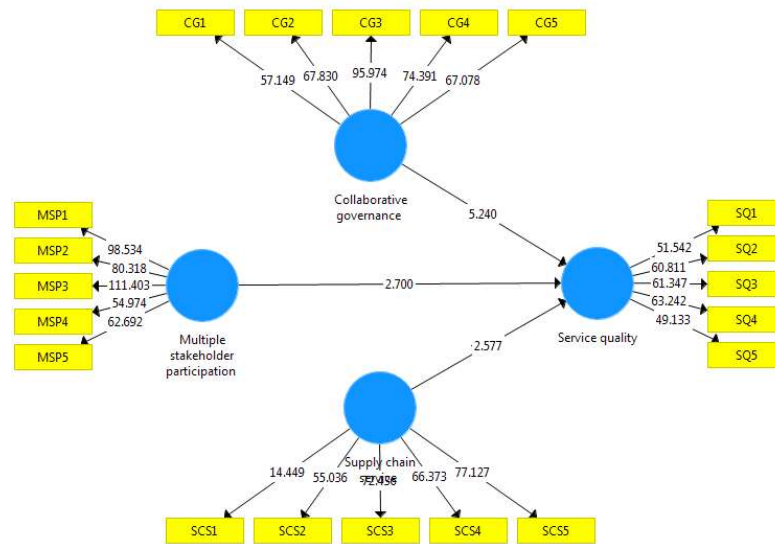 CG1 CG2 CG3 CG4 CG5
57.149 67.830 95.974 74.391 67.078
Collaborative
governance
5.240
MSP1
MSP2
MSP3
MSP4
MSP5
98.534
80.318
111.403
54.974
62.692
Multiple
stakeholder
participation
2.700
SQ1
SQ2
SQ3
SQ4
SQ5
51.542
60.811
61.347
63.242
49.133
Service quality
2.577
Supply chain
service
14.449 55.036 72.456 66.373 77.127
SCS1 SCS2 SCS3 SCS4 SCS5